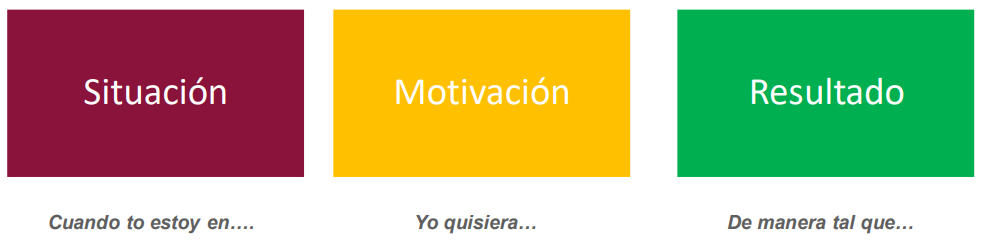 Situación
Motivación
Resultado
Cuando to estoy en….
Yo quisiera…
De manera tal que…